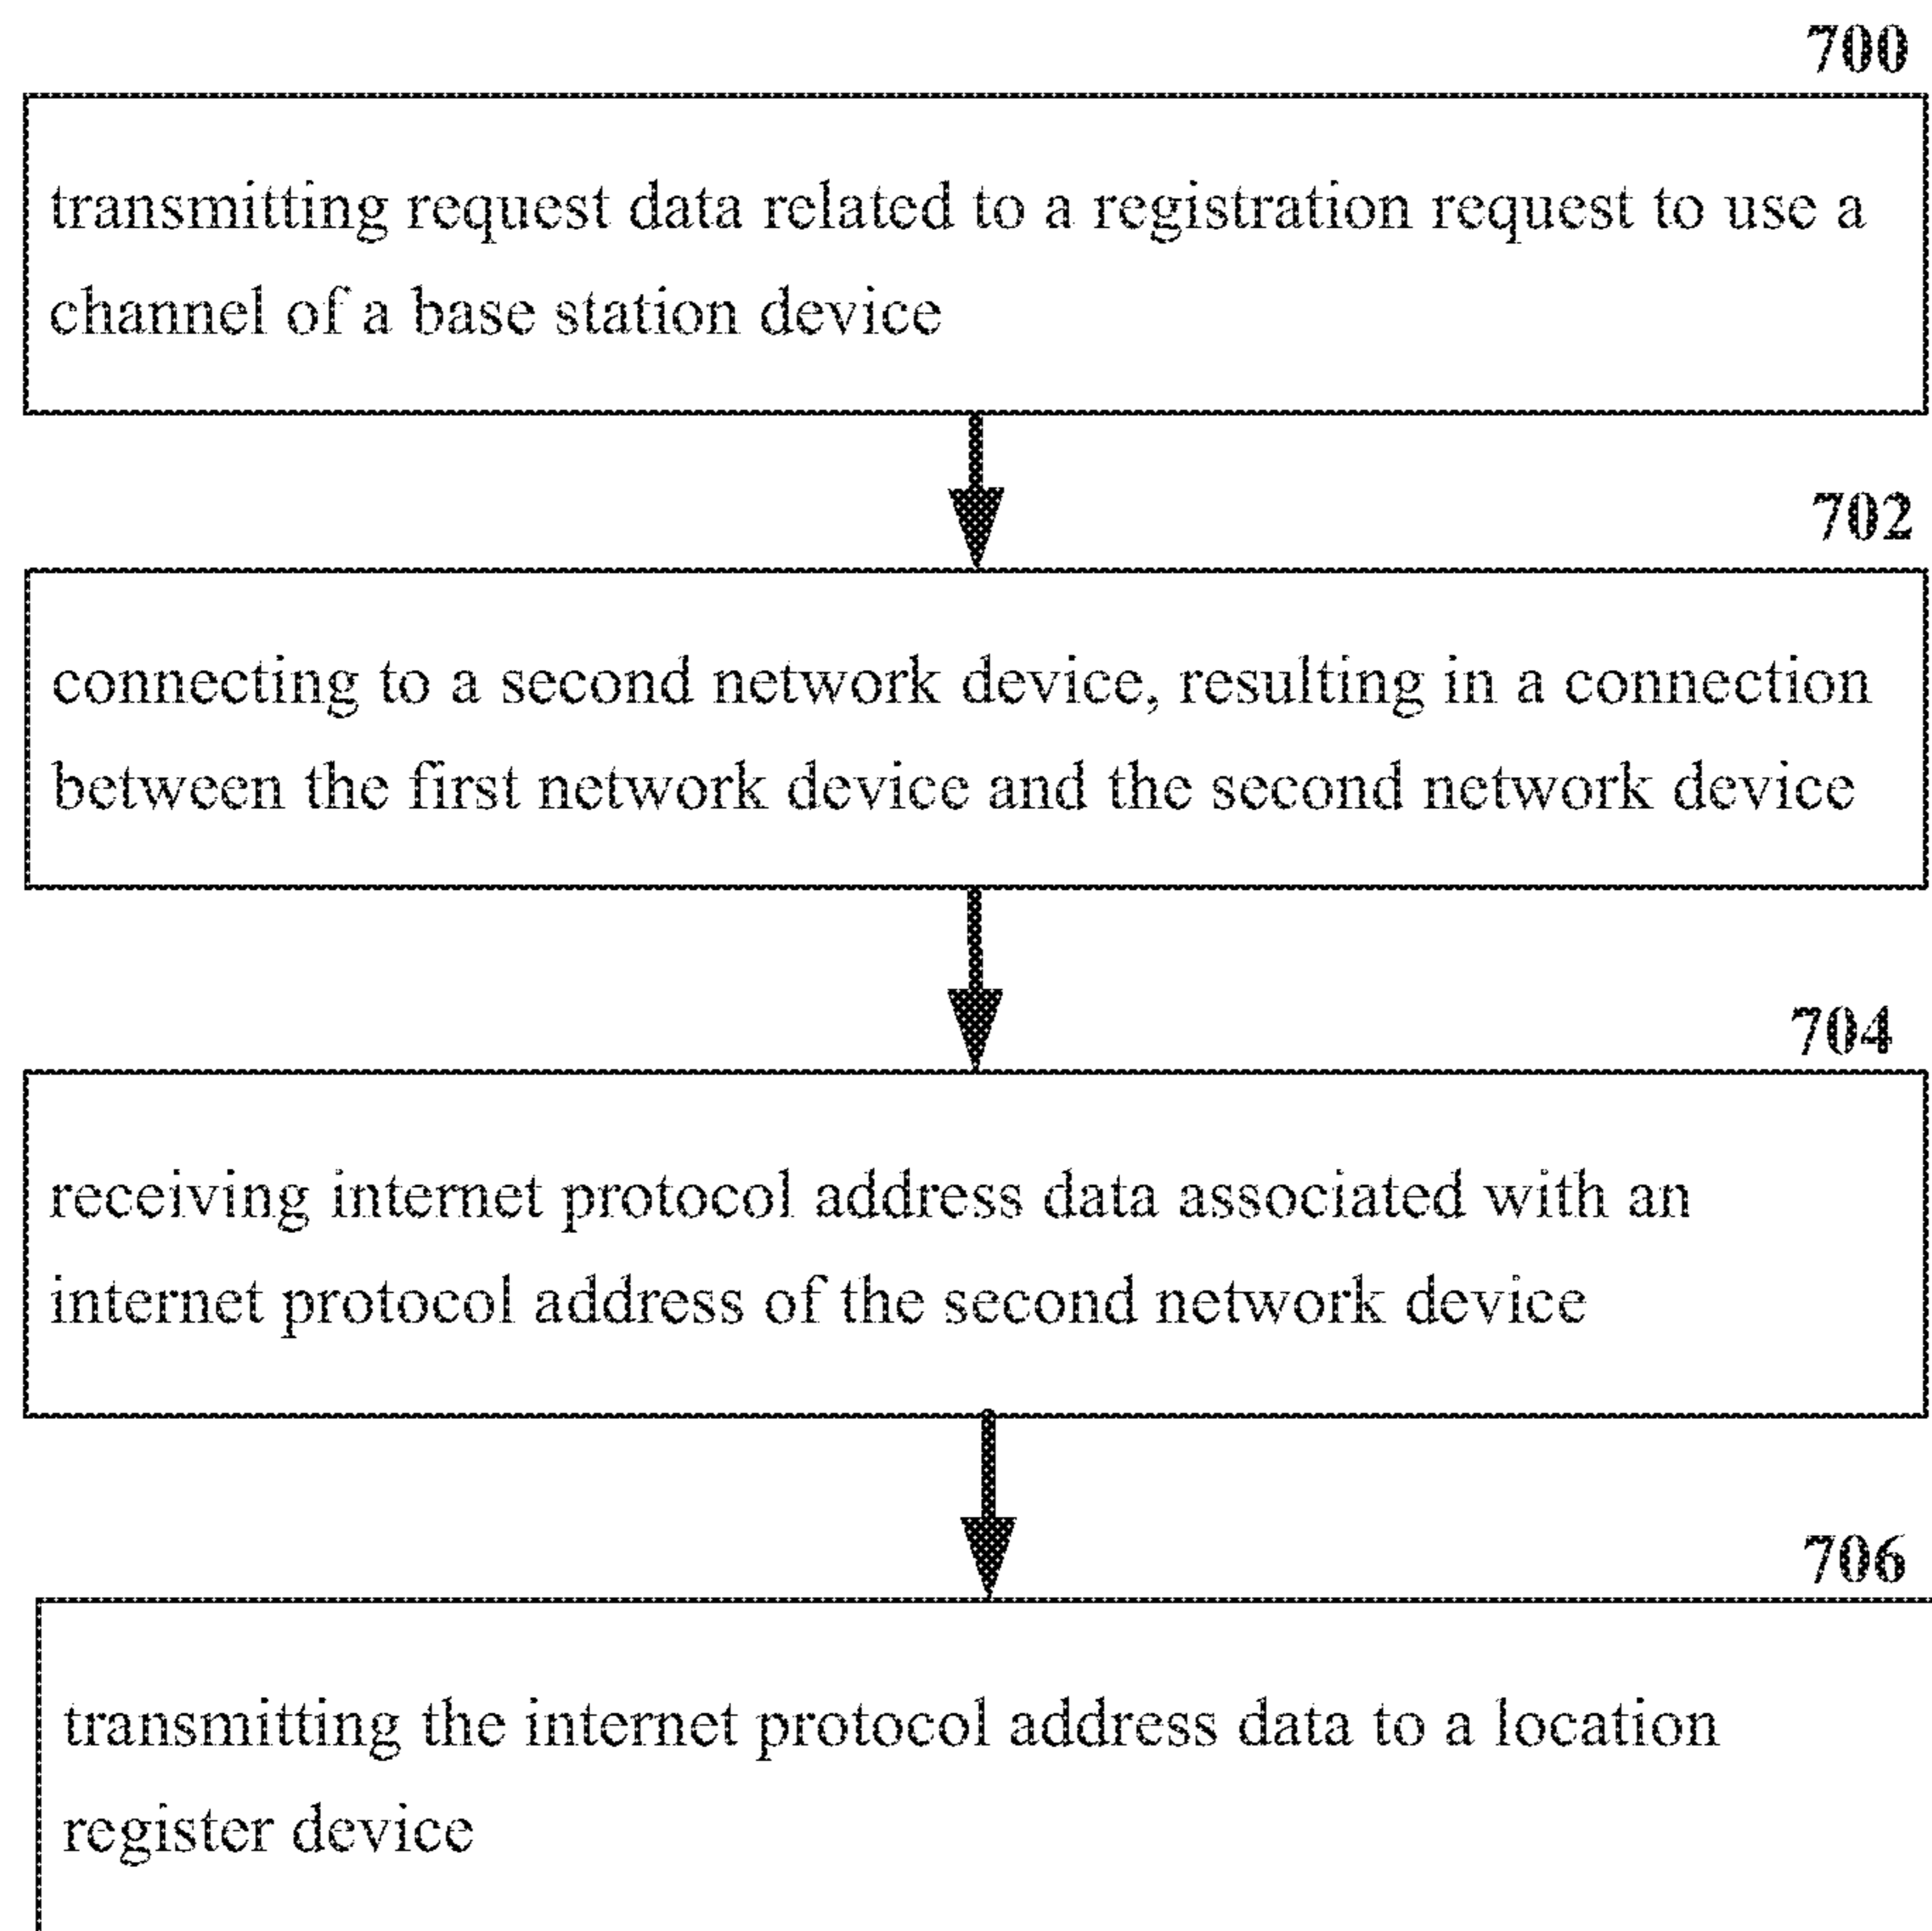 700
transmitting request data related to a registration request to use a
channel of a base station device
702
connecting to a second network device, resulting in a connection
between the first network device and the second network device
704
receiving internet protocol address data associated with an
internet protocol address of the second network device
706
transmitting the internet protocol address data to a location
register device